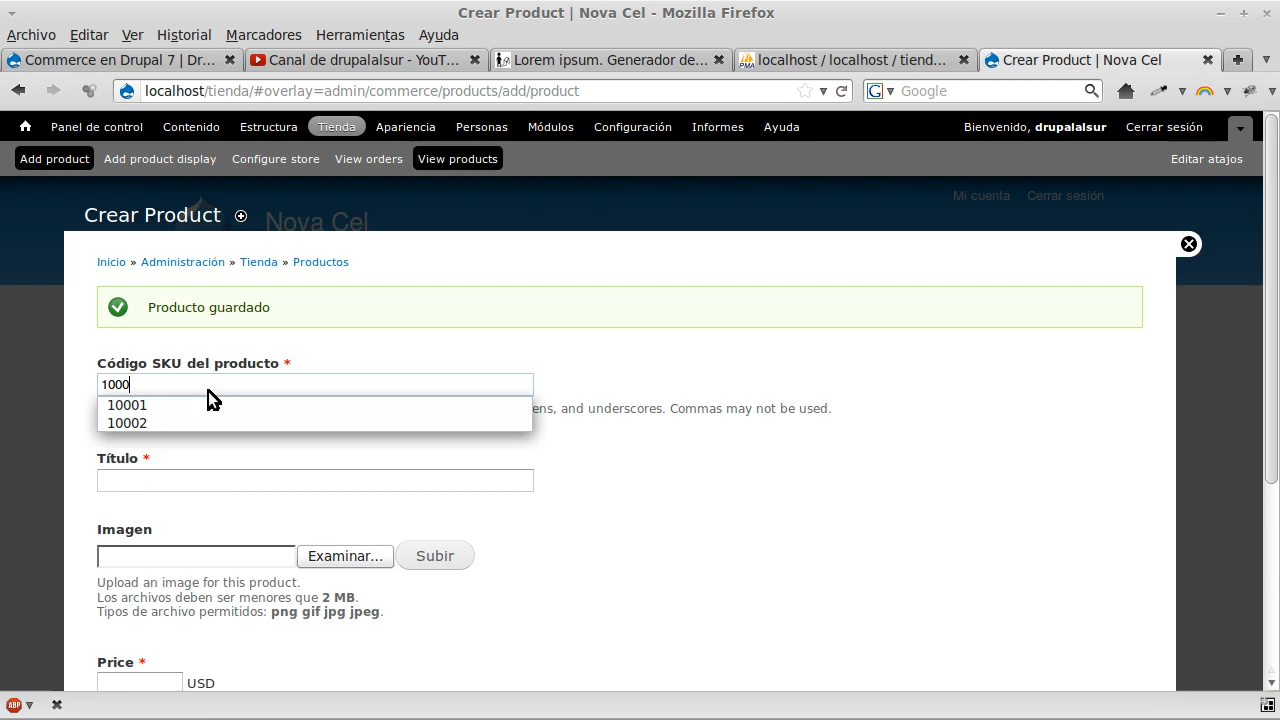 Crear Product | Nova Cel - Mozilla Firefox
Archivo Editar Ver Historial Marcadores Herramientas Ayuda
Commerce en Drupal 7 | Dr... Canal de drupalalsur - YouT... Lorem ipsum. Generador de... localhost / localhost / tiend... Crear Product | Nova Cel
localhost/tienda/#overlay=admin/commerce/products/add/product Google
Panel de control Contenido Estructura Tienda Apariencia Personas Módulos Configuración Informes Ayuda Bienvenido, drupalalsur Cerrar sesión
Add product Add product display Configure store View orders View products Editar atajos
Mi cuenta Cerrar sesión
Crear Product Nova Cel
Inicio » Administración » Tienda » Productos
Producto guardado
Código SKU del producto *
1000
10001
ens, and underscores. Commas may not be used.
10002
Título *
Imagen
Examinar... Subir
Upload an image for this product.
Los archivos deben ser menores que 2 MB.
Tipos de archivo permitidos: png gif jpg jpeg.
Price *
USD
ABP